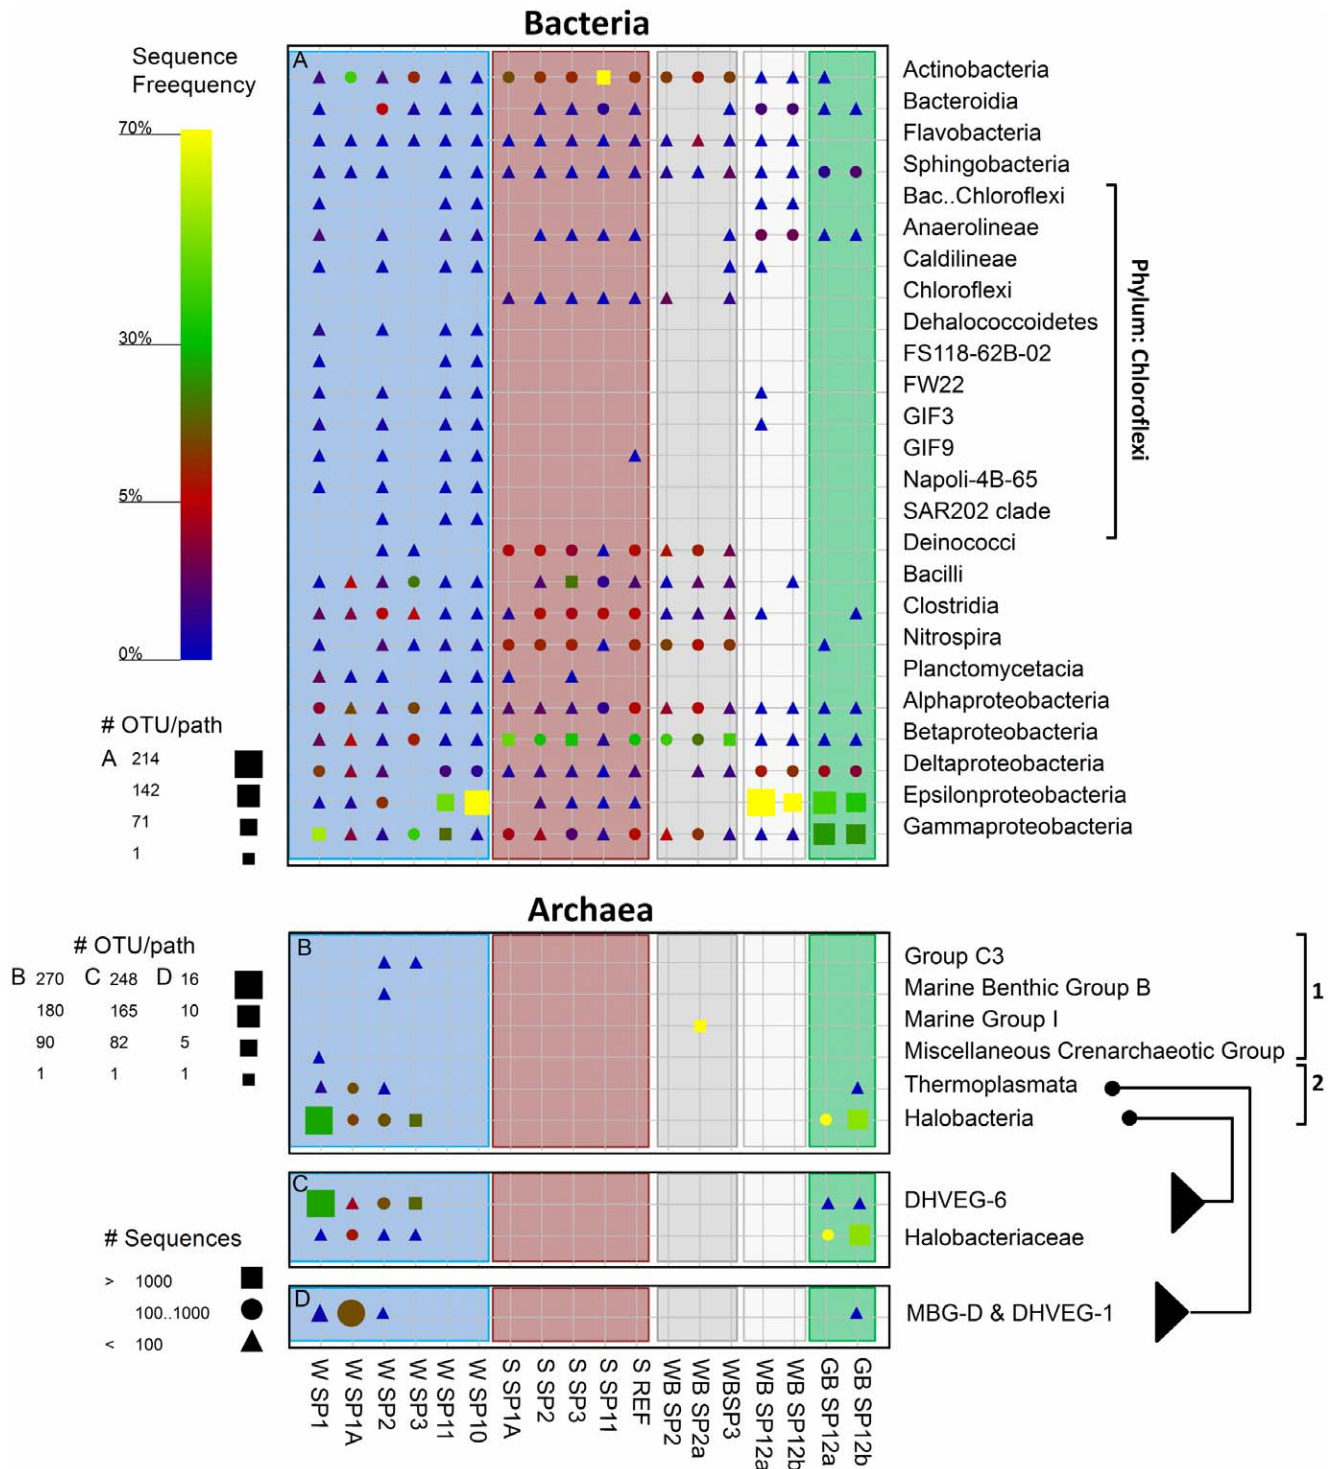 Bacteria
Sequence
Freequency
70%
30%
5%
0%
A
Actinobacteria
Bacteroidia
Flavobacteria
Sphingobacteria
Bac..Chloroflexi
Anaerolineae
Caldilineae
Chloroflexi
Dehalococcoidetes
FS118-62B-02
FW22
GIF3
GIF9
Napoli-4B-65
SAR202 clade
Deinococci
Bacilli
Clostridia
Nitrospira
Planctomycetacia
Alphaproteobacteria
Betaproteobacteria
Deltaproteobacteria
Epsilonproteobacteria
Gammaproteobacteria
Phylum: Chloroflexi
# OTU/path
A 214
142
71
1
Archaea
# OTU/path
B 270 C 248 D 16
180 165 10
90 82 5
1 1 1
B
Group C3
Marine Benthic Group B
Marine Group I
Miscellaneous Crenarchaeotic Group
Thermoplasmata
Halobacteria
1
2
C
DHVEG-6
Halobacteriaceae
D
MBG-D & DHVEG-1
# Sequences
> 1000
100..1000
< 100
W SP1
W SP1A
W SP2
W SP3
W SP11
W SP10
S SP1A
S SP2
S SP3
S SP11
S REF
WB SP2
WB SP2a
WBSP3
WB SP12a
WB SP12b
GB SP12a
GB SP12b